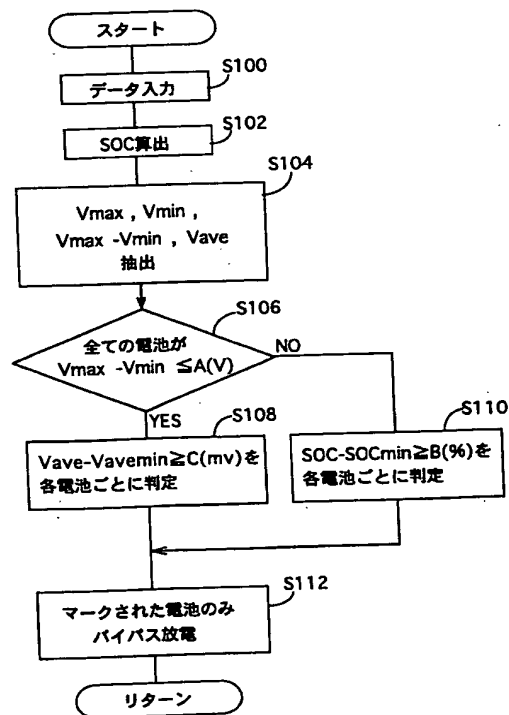 スタート
S100
データ入力
S102
SOC算出
S104
Vmax , Vmin ,
Vmax -Vmin , Vave
抽出
S106
全ての電池が
Vmax -Vmin ≦A(V)
NO
YES
S108
Vave-Vavemin≧C(mv)を
各電池ごとに判定
S110
SOC-SOCmin≧B(%)を
各電池ごとに判定
S112
マークされた電池のみ
バイパス放電
リターン